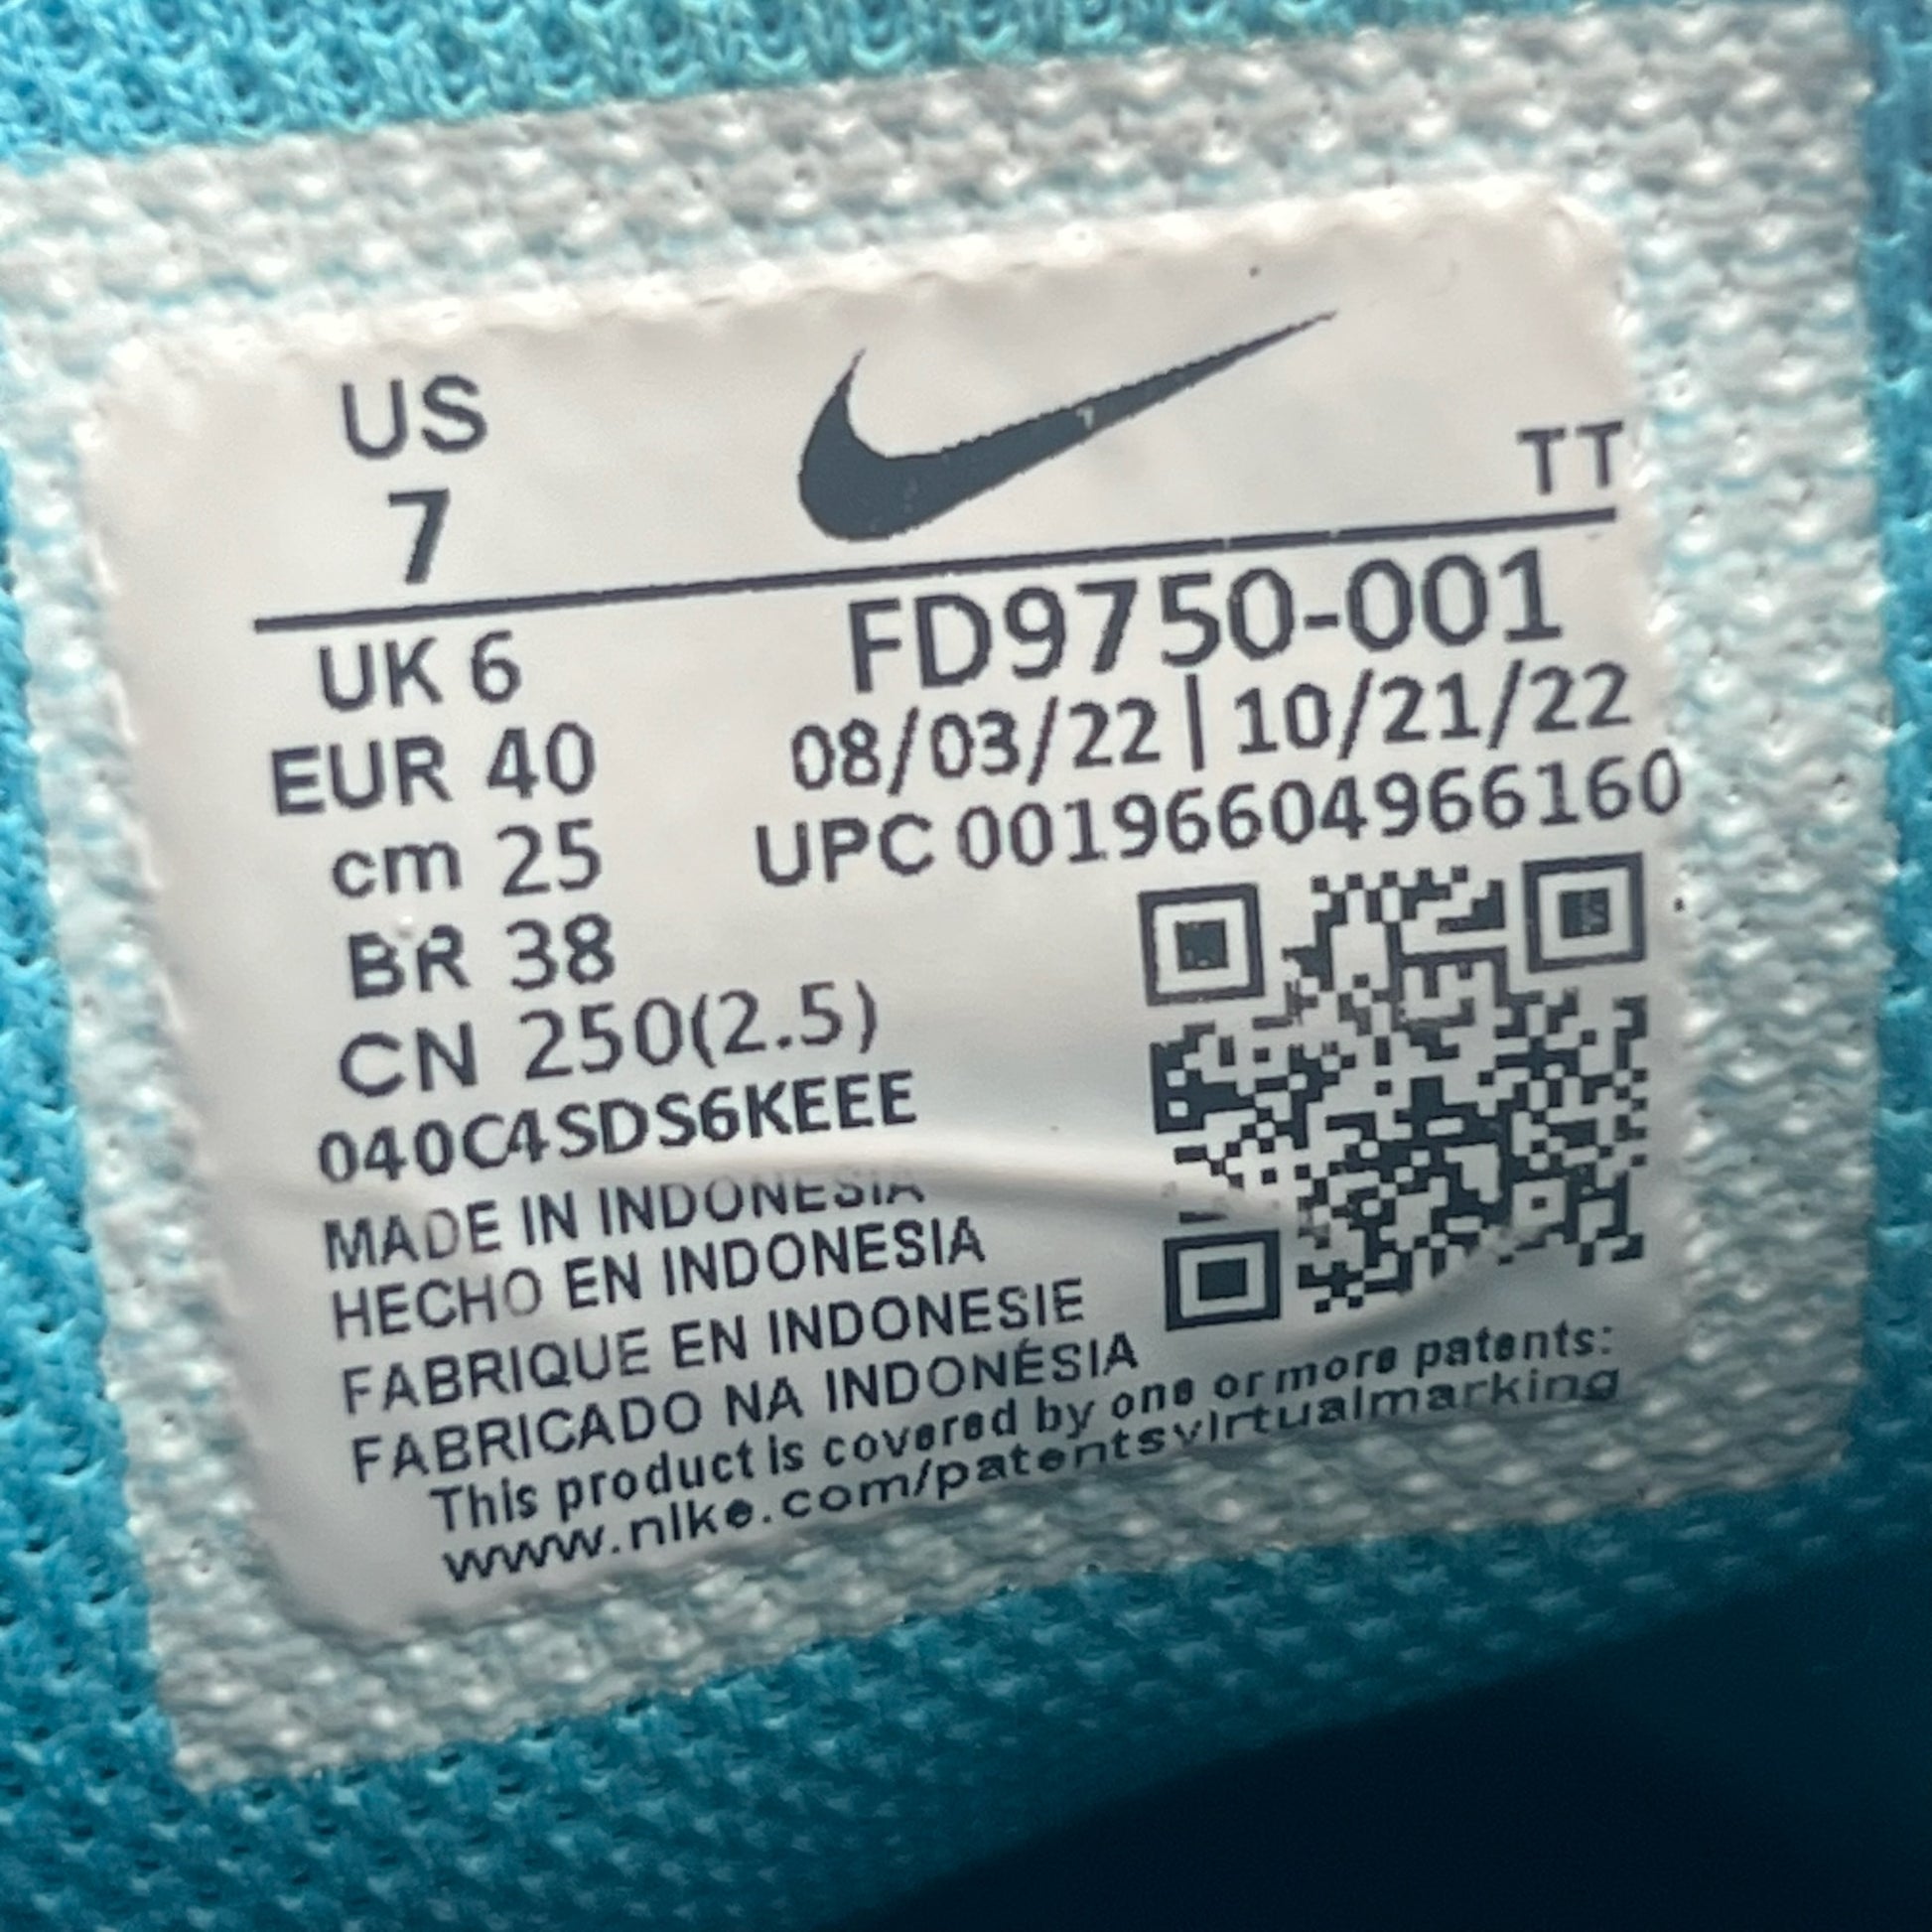 US
7
TT
UK 6
EUR 40
cm 25
BR 38
CN 250(2.5)
FD9750-001
08/03/22 | 10/21/22
UPC 00196604966160
040C4SDS6KEEE
MADE IN INDONESIA
HECHO EN INDONESIA
FABRIQUE EN INDONESIE
FABRICADO NA INDONÉSIA
This product is covered by one or more patents:
www.nike.com/patentsvirtualmarking